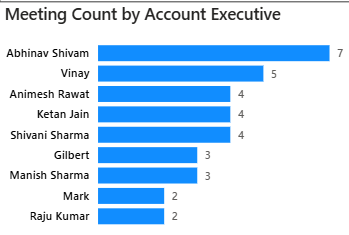 Meeting Count by Account Executive
Abhinav Shivam 7
Vinay 5
Animesh Rawat 4
Ketan Jain 4
Shivani Sharma 4
Gilbert 3
Manish Sharma 3
Mark 2
Raju Kumar 2